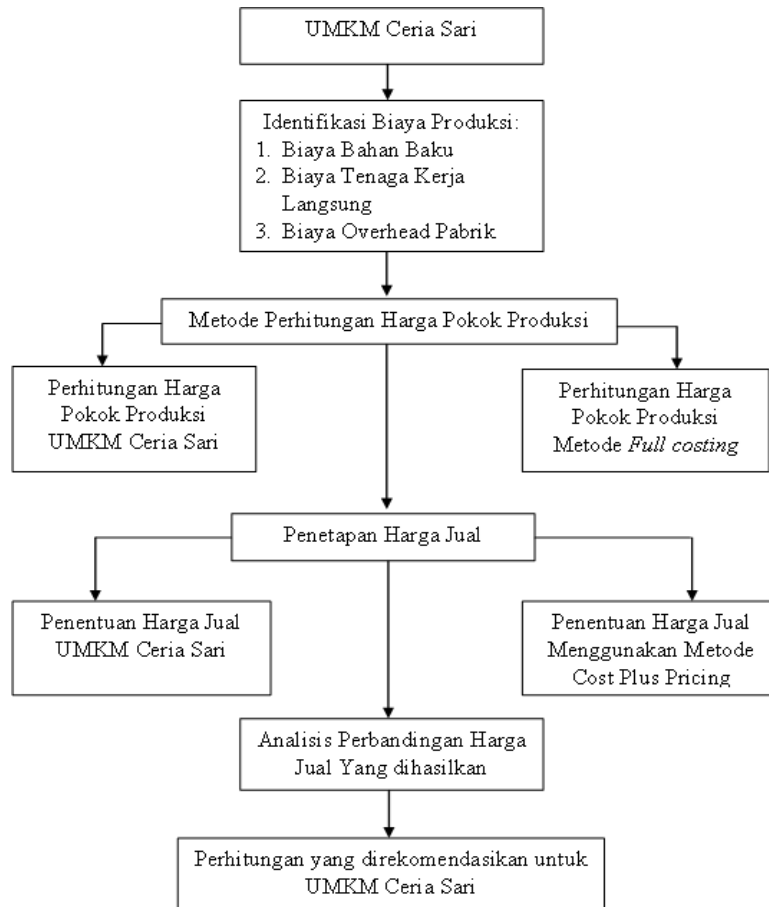 UMKM Ceria Sari
Identifikasi Biaya Produksi:
1. Biaya Bahan Baku
2. Biaya Tenaga Kerja
Langsung
3. Biaya Overhead Pabrik
Metode Perhitungan Harga Pokok Produksi
Perhitungan Harga
Pokok Produksi
UMKM Ceria Sari
Perhitungan Harga
Pokok Produksi
Metode Full costing
Penetapan Harga Jual
Penentuan Harga Jual
UMKM Ceria Sari
Penentuan Harga Jual
Menggunakan Metode
Cost Plus Pricing
Analisis Perbandingan Harga
Jual Yang dihasilkan
Perhitungan yang direkomendasikan untuk
UMKM Ceria Sari